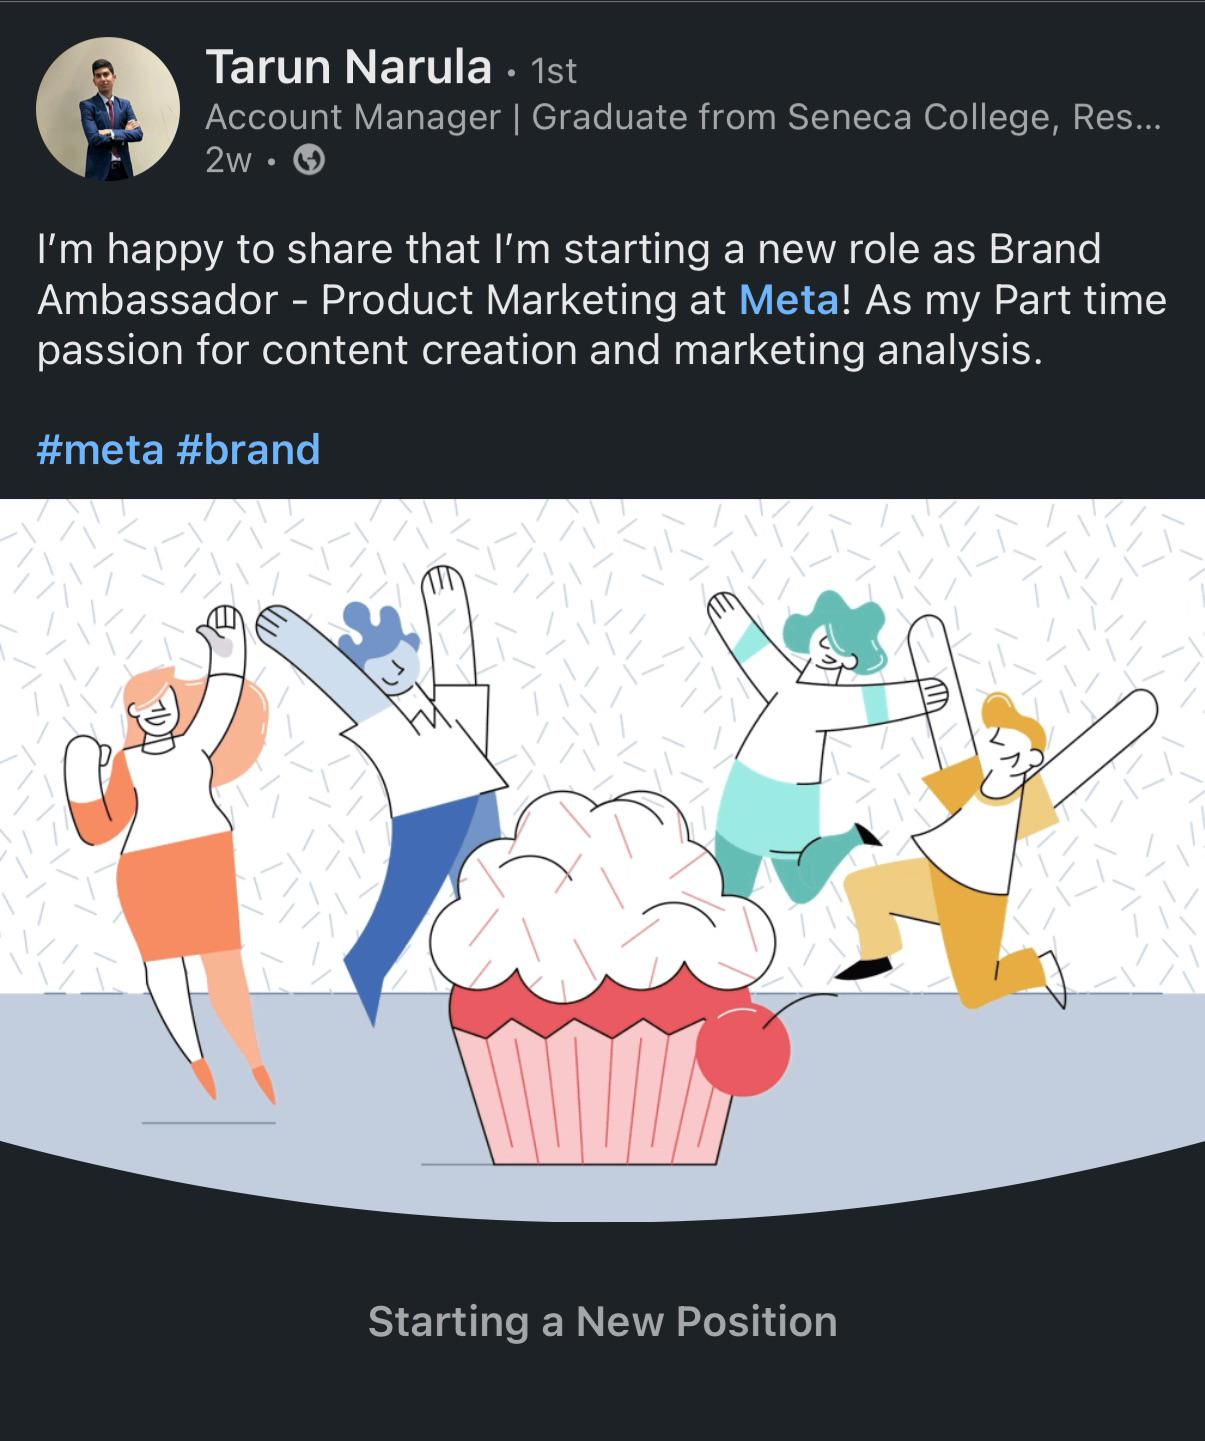 Tarun Narula • 1st
Account Manager | Graduate from Seneca College, Res...
2w •
I'm happy to share that I'm starting a new role as Brand
Ambassador - Product Marketing at Meta! As my Part time
passion for content creation and marketing analysis.
#meta #brand
Starting a New Position